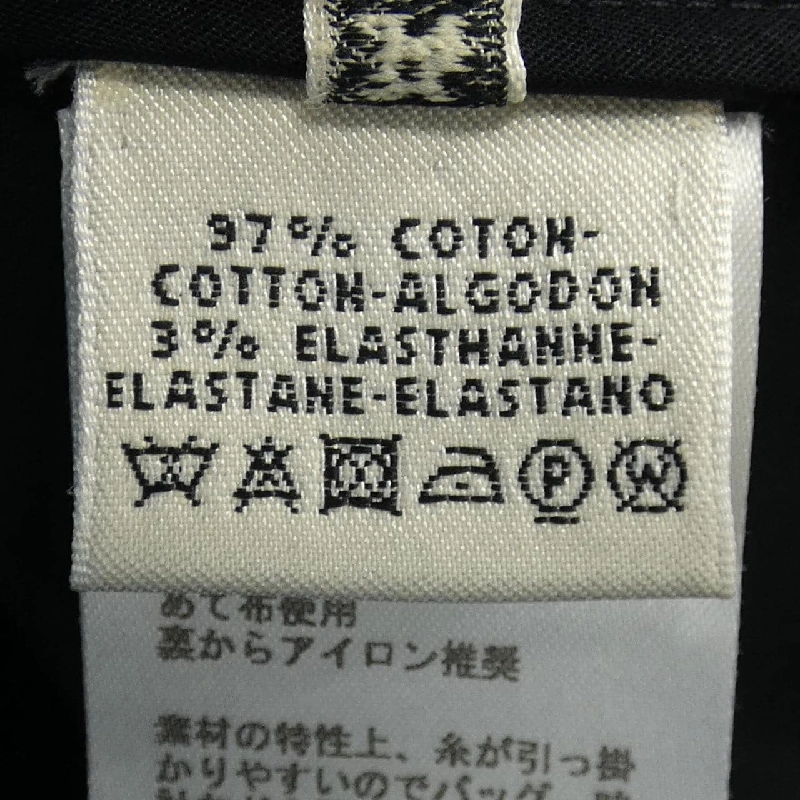 97% COTON-
COTTON-ALGODON
3% ELASTHANNE-
ELASTANE-ELASTANO
P W
めて布使用
裏からアイロン推奨
素材の特性上、糸が引っ掛
かりやすいのでバッグ、